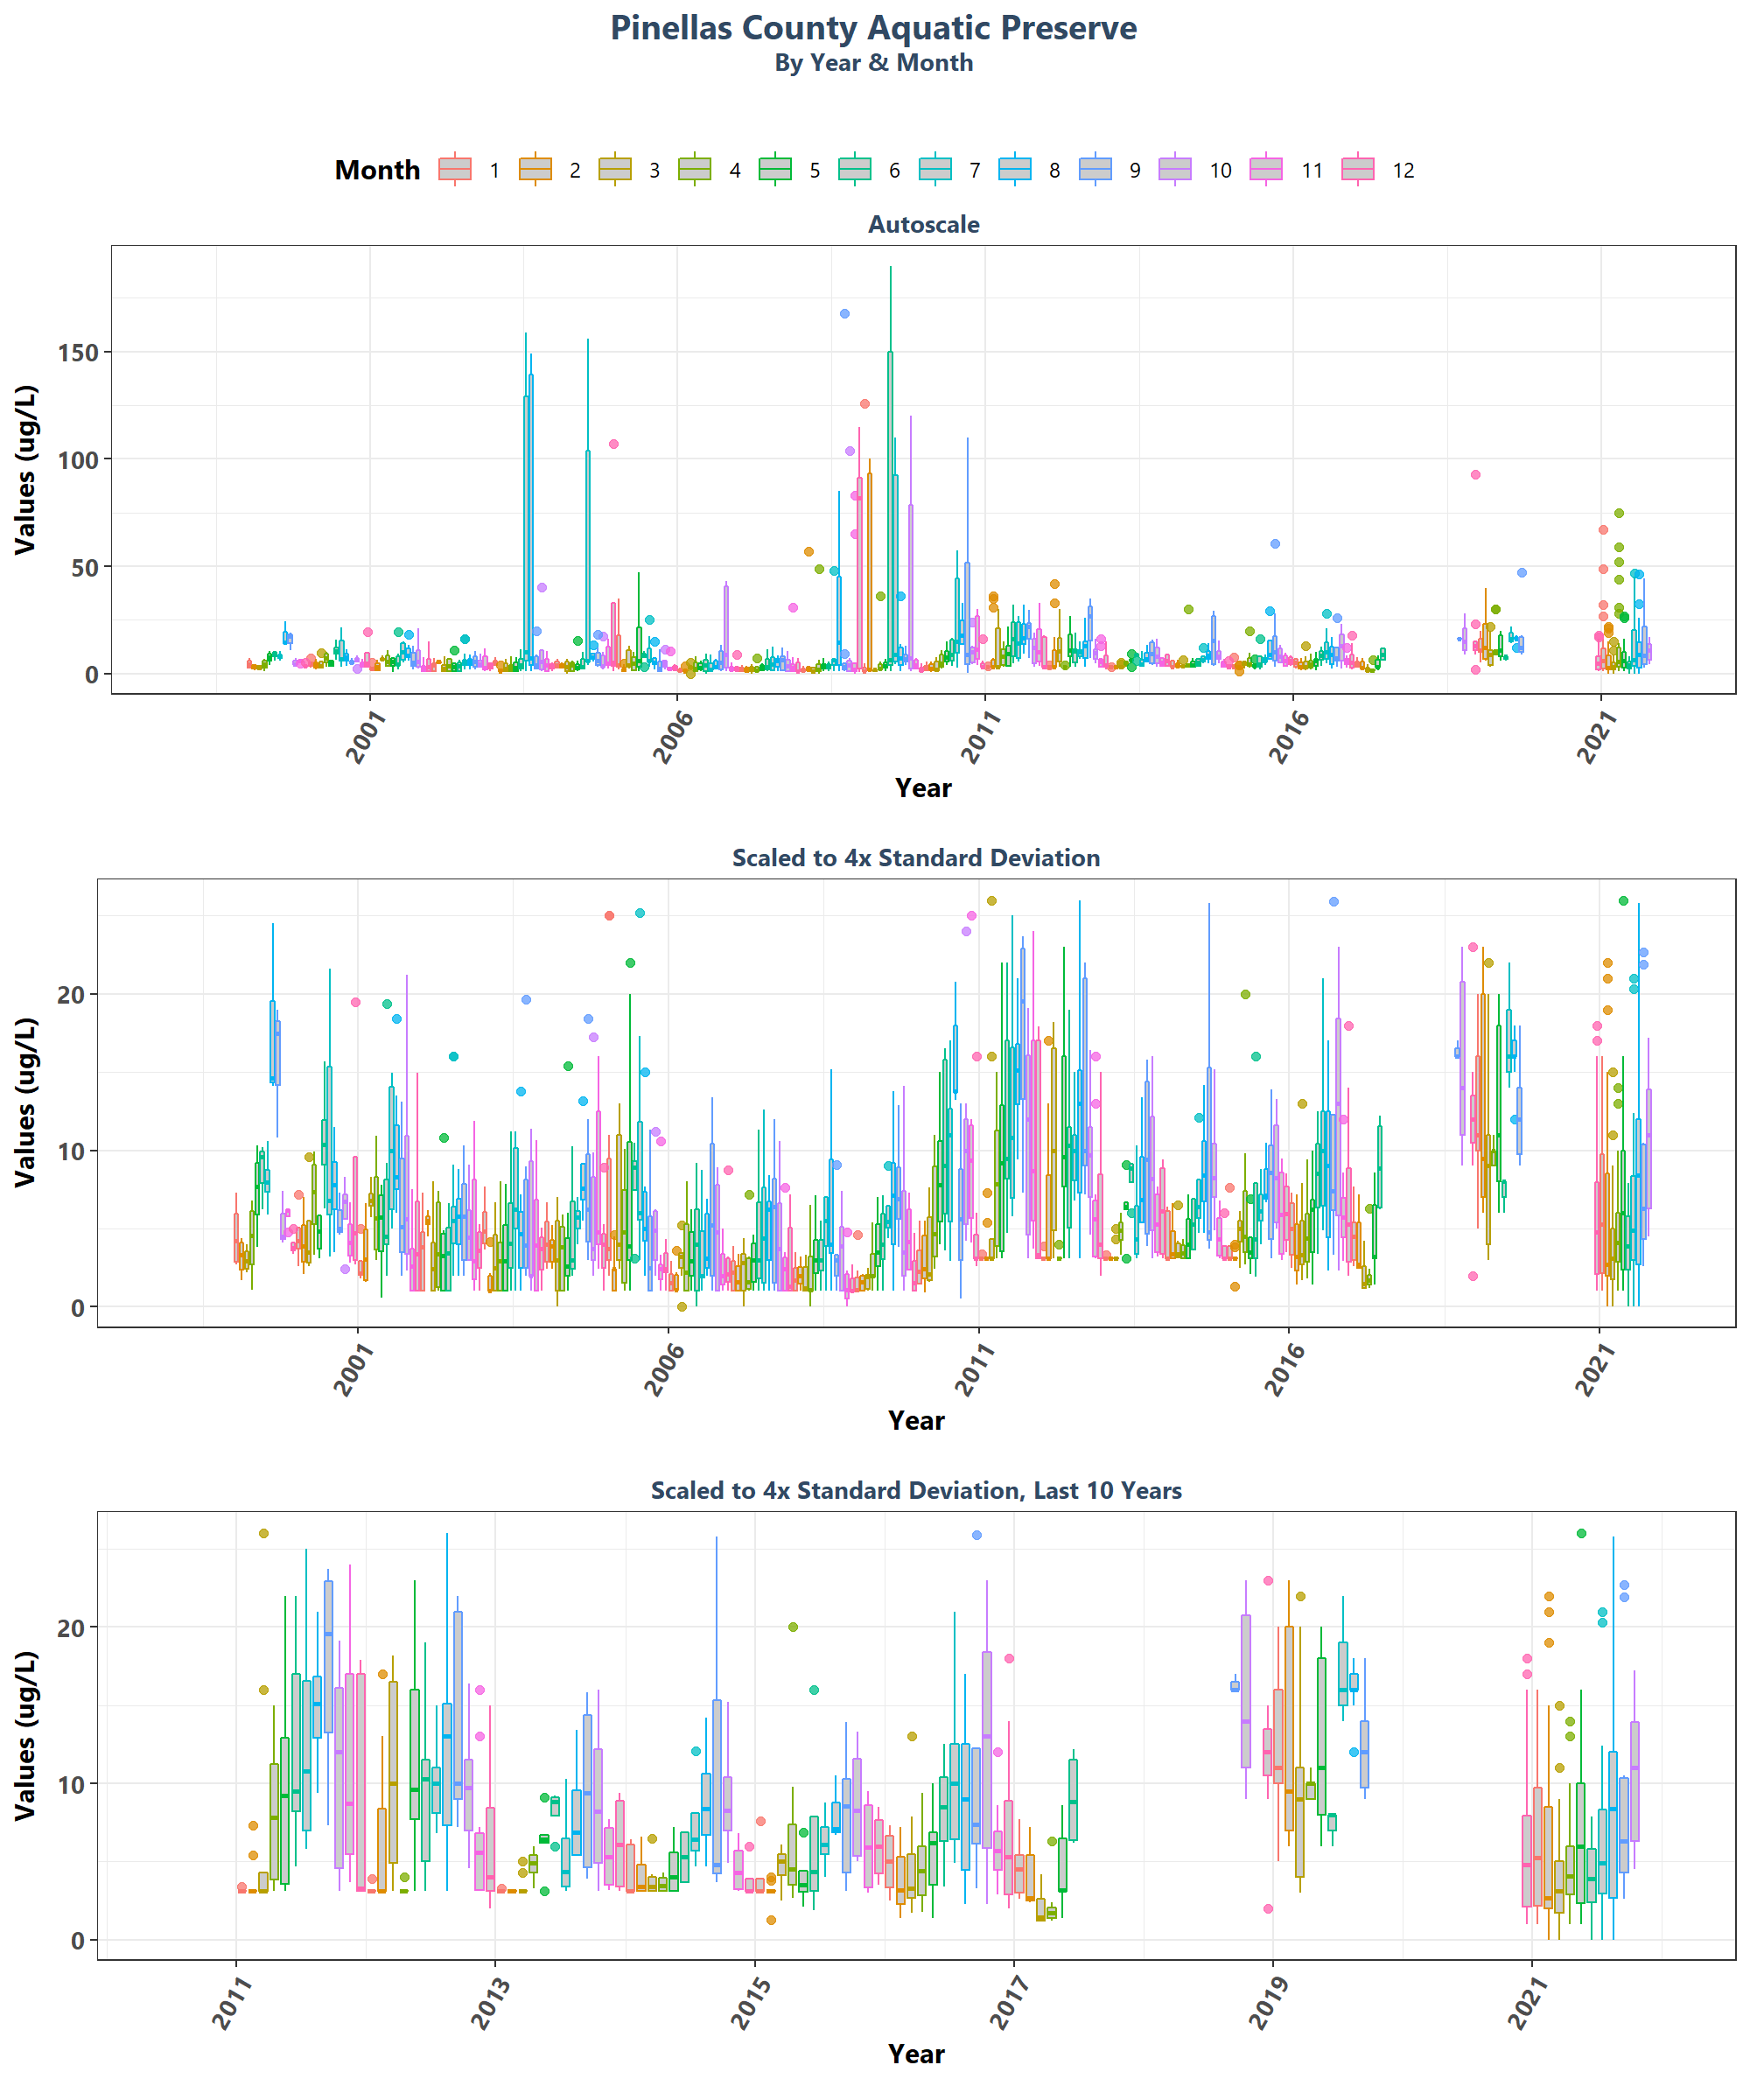 Pinellas County Aquatic Preserve
By Year & Month
Month 1 2 3 4 5 6 7 8 9 10 11 12
Autoscale
Values (ug/L)
150
100
50
0
2001 2006 2011 2016 2021
Year
Scaled to 4x Standard Deviation
Values (ug/L)
20
10
0
2001 2006 2011 2016 2021
Year
Scaled to 4x Standard Deviation, Last 10 Years
Values (ug/L)
20
10
0
2011 2013 2015 2017 2019 2021
Year